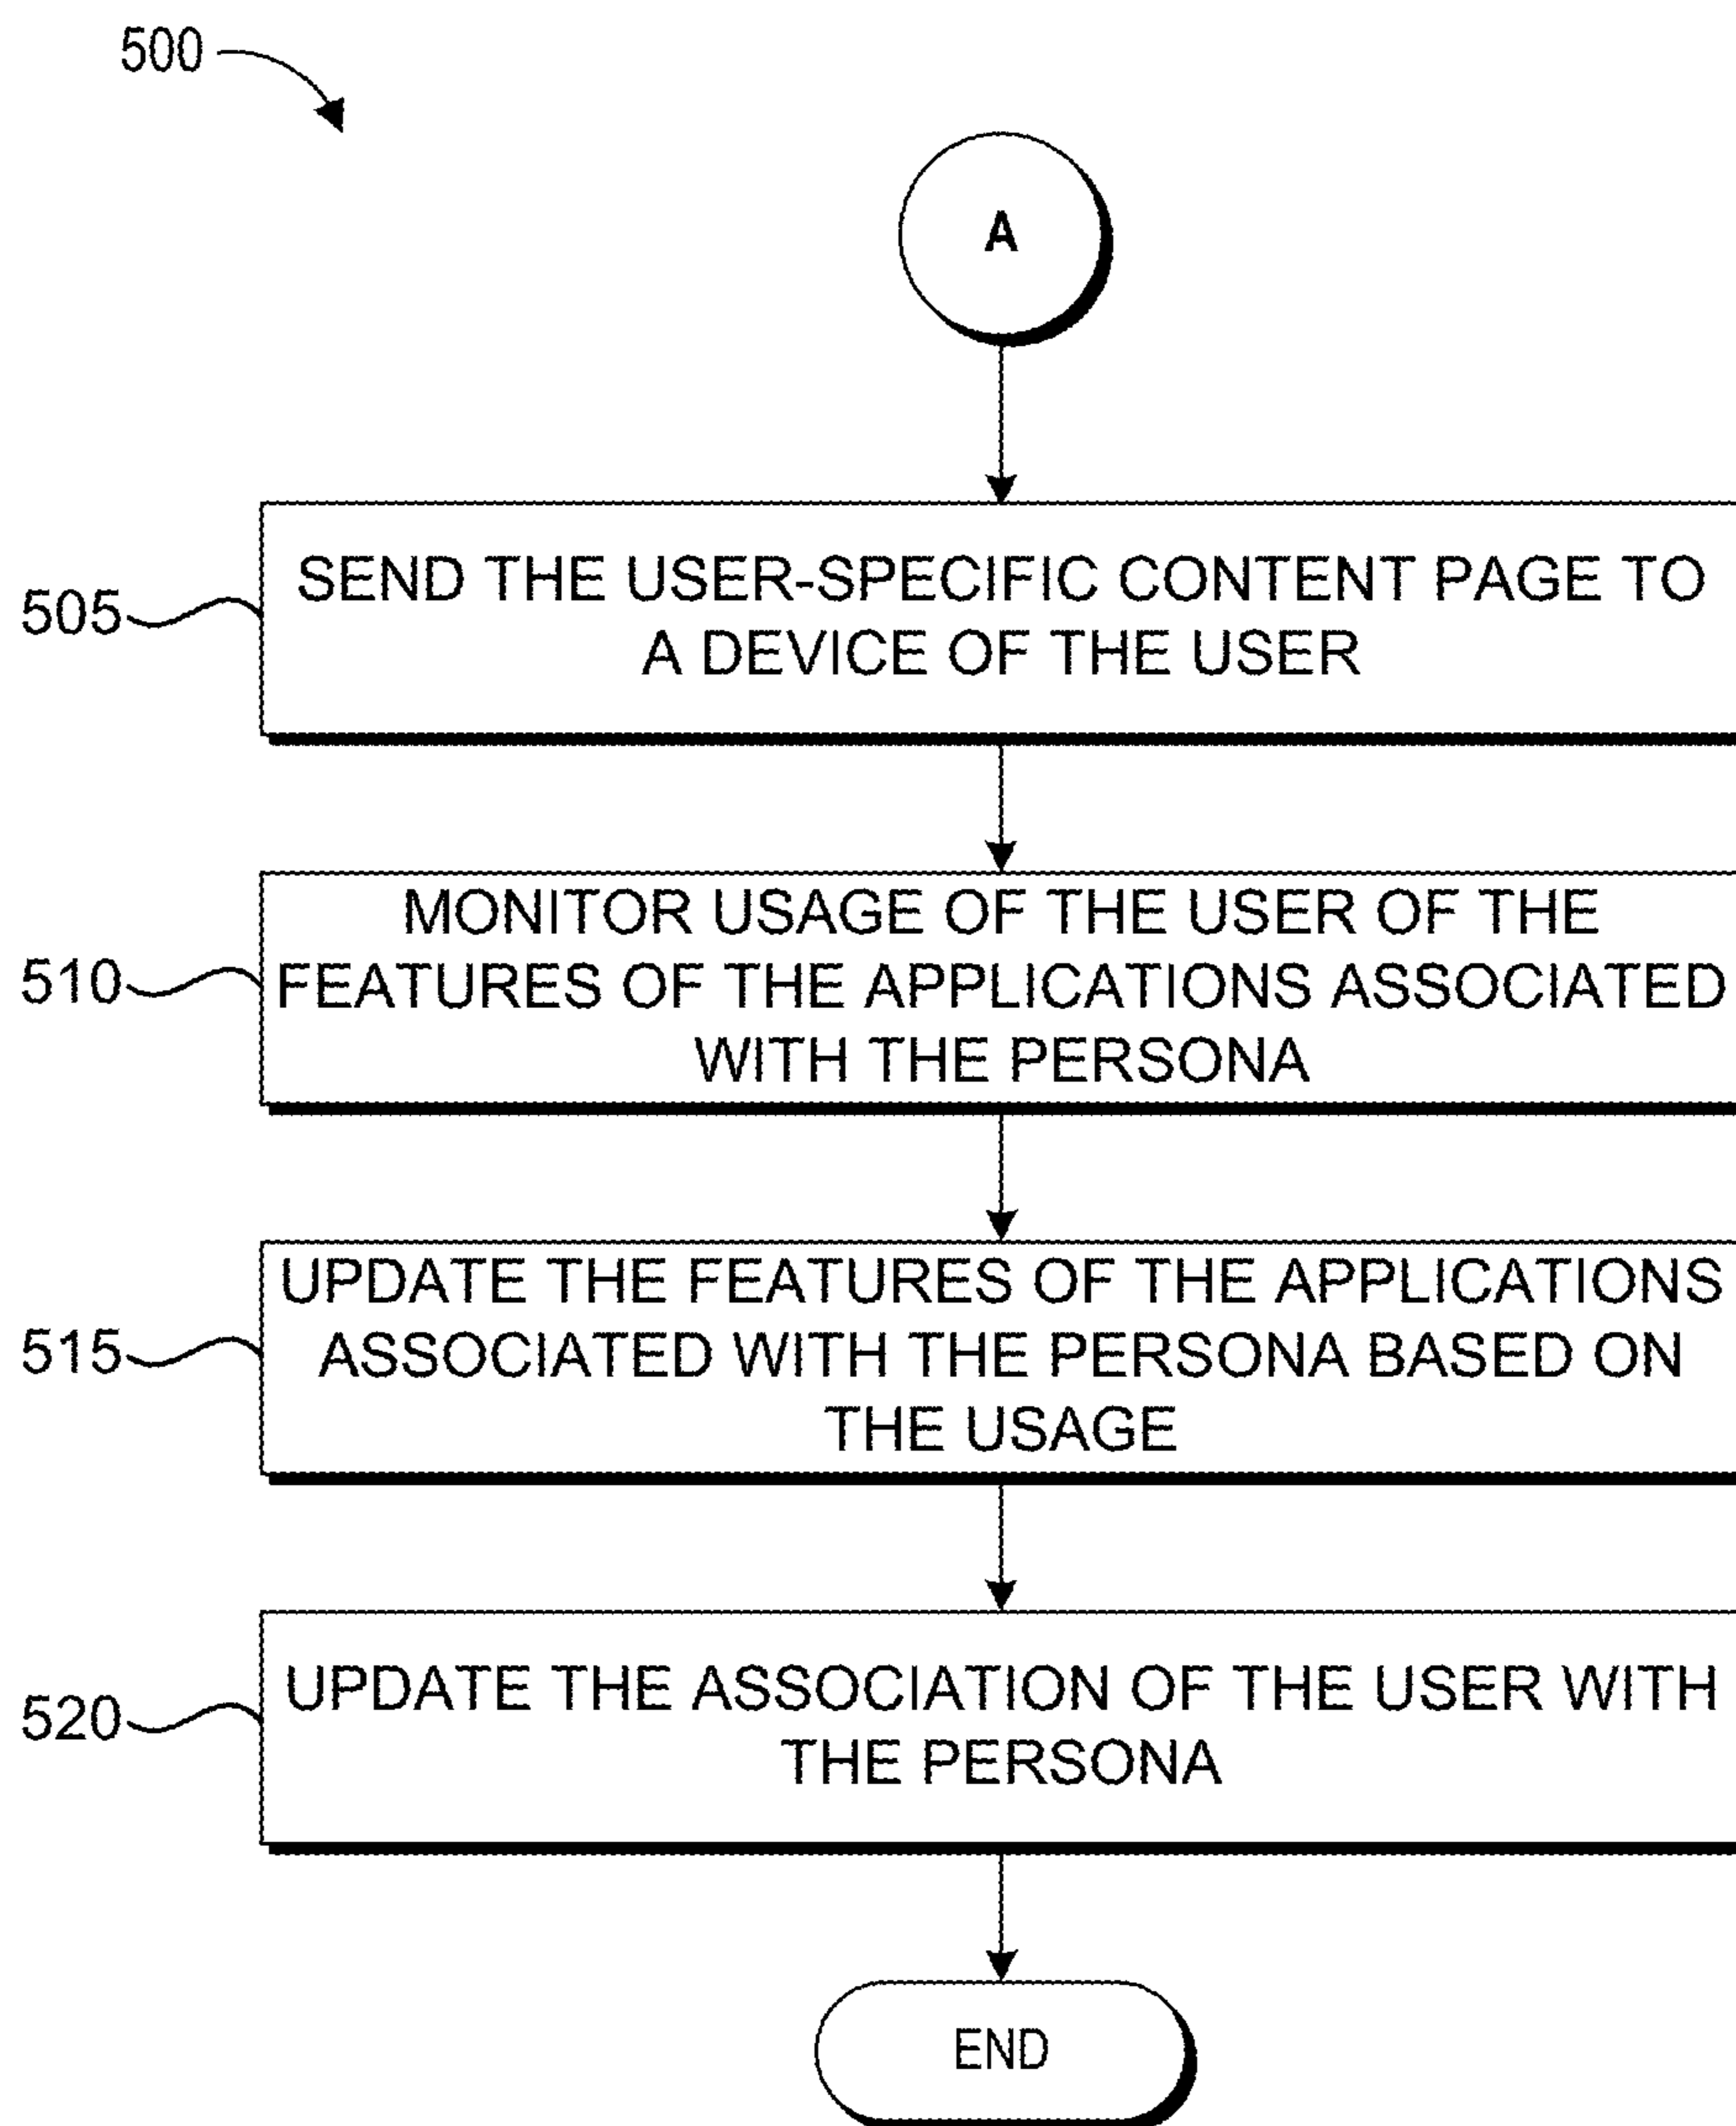 500
A
505
SEND THE USER-SPECIFIC CONTENT PAGE TO
A DEVICE OF THE USER
510
MONITOR USAGE OF THE USER OF THE
FEATURES OF THE APPLICATIONS ASSOCIATED
WITH THE PERSONA
515
UPDATE THE FEATURES OF THE APPLICATIONS
ASSOCIATED WITH THE PERSONA BASED ON
THE USAGE
520
UPDATE THE ASSOCIATION OF THE USER WITH
THE PERSONA
END